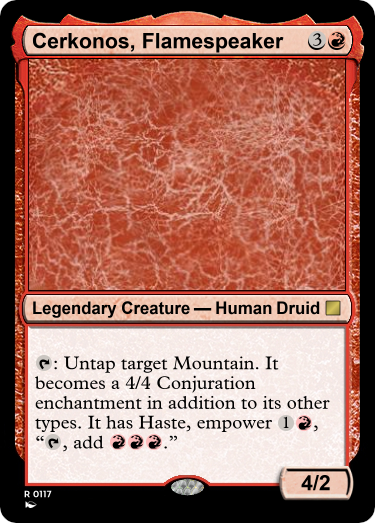 Cerkonos, Flamespeaker 3
Legendary Creature — Human Druid
: Untap target Mountain. It
becomes a 4/4 Conjuration
enchantment in addition to its other
types. It has Haste, empower 1 ,
“ , add .”
4/2
R 0117